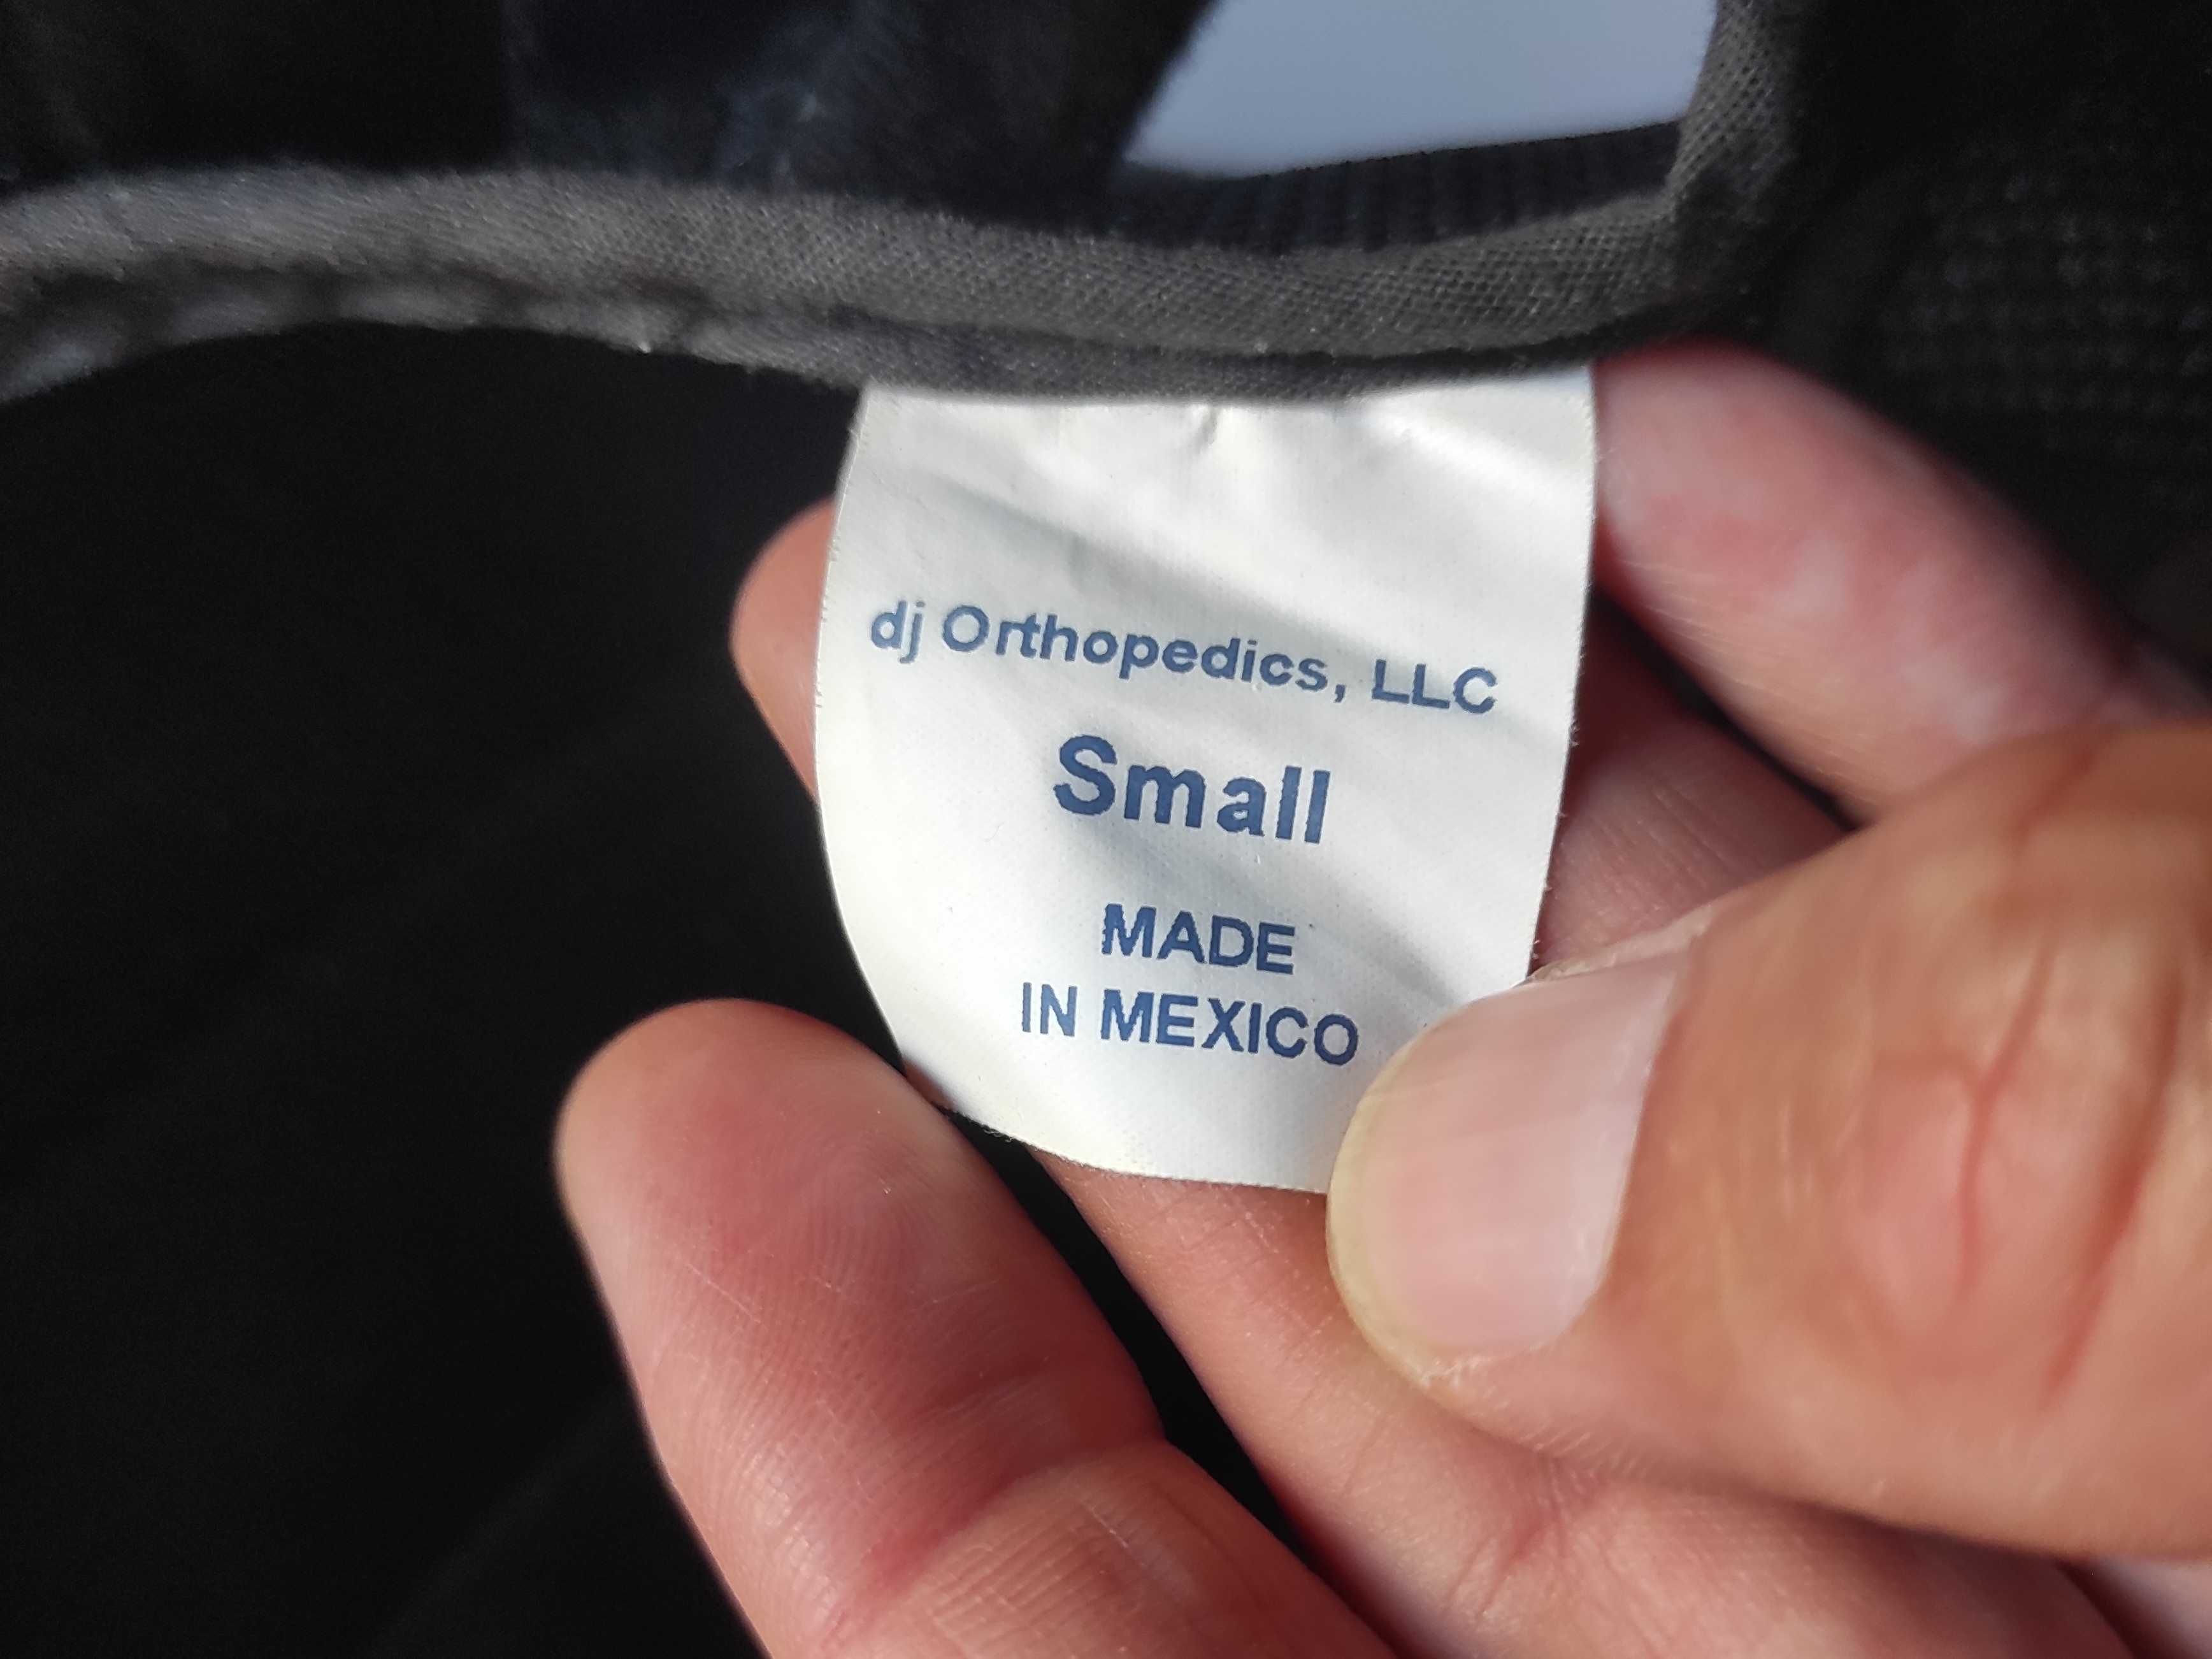 dj Orthopedics, LLC
Small
MADE
IN MEXICO